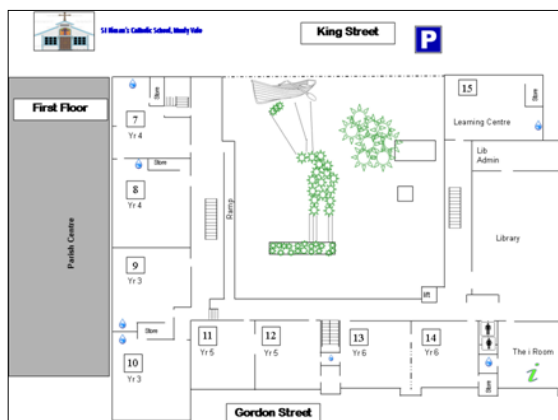 King Street
P
First Floor
15
Store
Learning Centre
Store
7
Yr 4
Lib
Admin
Store
8
Yr 4
Ramp
Parish Centre
Library
9
Yr 3
lift
Store
11
Yr 5
12
Yr 5
13
Yr 6
14
Yr 6
10
Yr 3
The i Room
i
Store
Gordon Street